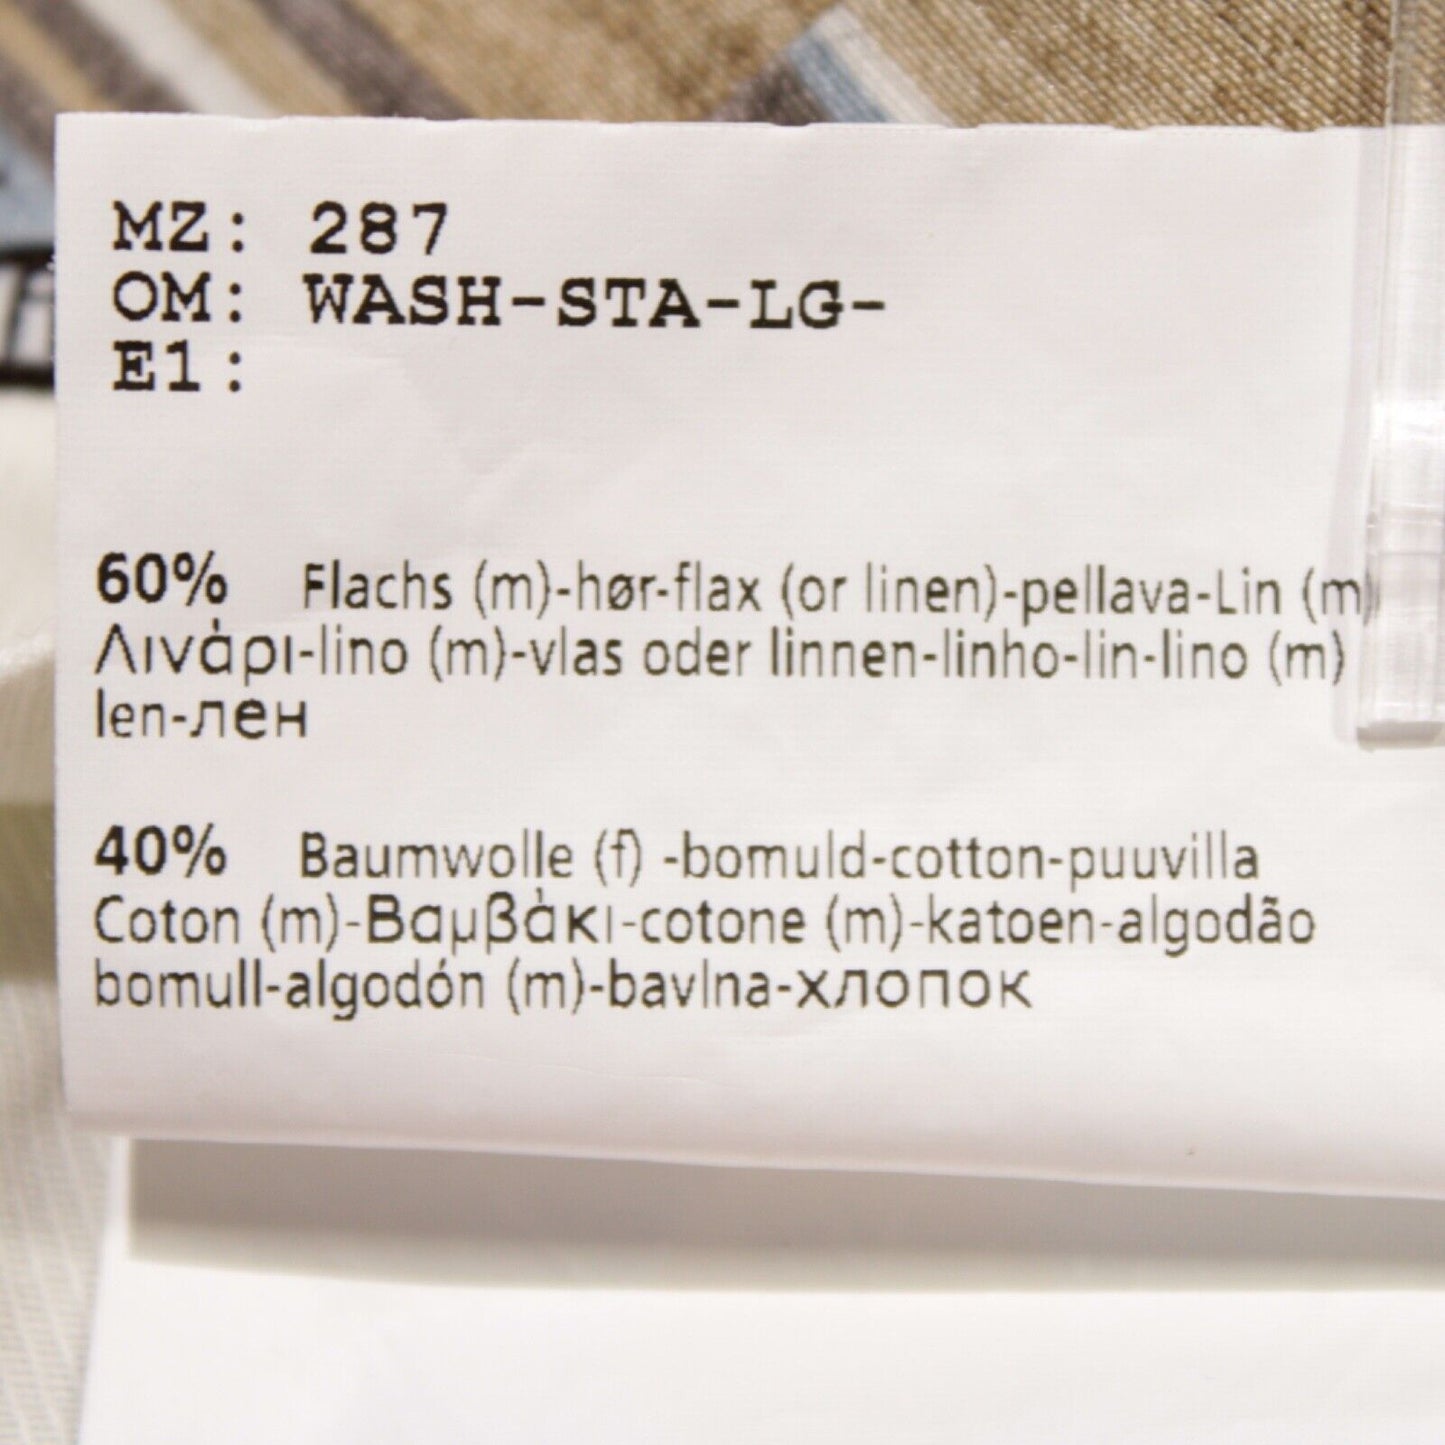 MZ: 287
OM: WASH-STA-LG-
E1:
60% Flachs (m)-hør-flax (or linen)-pellava-Lin (m)
Λινάρι-lino (m)-vlas oder linnen-linho-lin-lino (m)
len-лен
40% Baumwolle (f) -bomuld-cotton-puuvilla
Coton (m)-Βαμβάκι-cotone (m)-katoen-algodão
bomull-algodón (m)-bavlna-хлопок